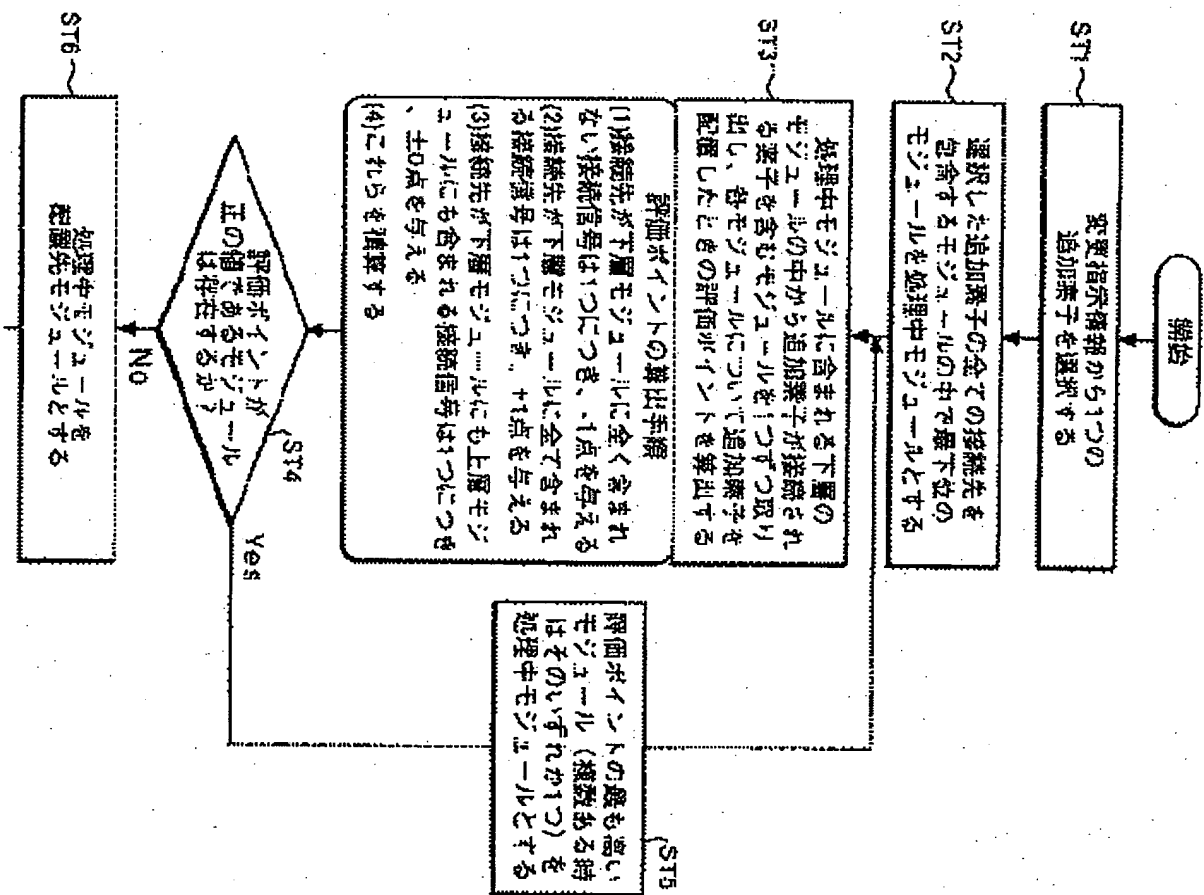 開始
ST1
変更指示情報から1つの
追加素子を選択する
ST2
選択した追加素子の全ての接続先を
包含するモジュールの中で最下位の
モジュールを処理中モジュールとする
ST3
処理中モジュールに含まれる下層の
モジュールの中から追加素子が接続され
る素子を含むモジュールを1つずつ取り
出し、各モジュールについて追加素子を
配置したときの評価ポイントを算出する
評価ポイントの算出手順
(1)接続先が下層モジュールに全く含まれ
ない接続信号は1つにつき、-1点を与える
(2)接続先が下層モジュールに全て含まれ
る接続信号は1つにつき、+1点を与える
(3)接続先が下層モジュールにも上層モジ
ュールにも含まれる接続信号は1つにつき
、±0点を与える
(4)これらを積算する
ST4
評価ポイントが
正の値であるモジュール
は存在するか?
Yes
No
ST5
評価ポイントの最も高い
モジュール(複数ある時
はそのいずれか1つ)を
処理中モジュールとする
ST6
処理中モジュールを
配置先モジュールとする